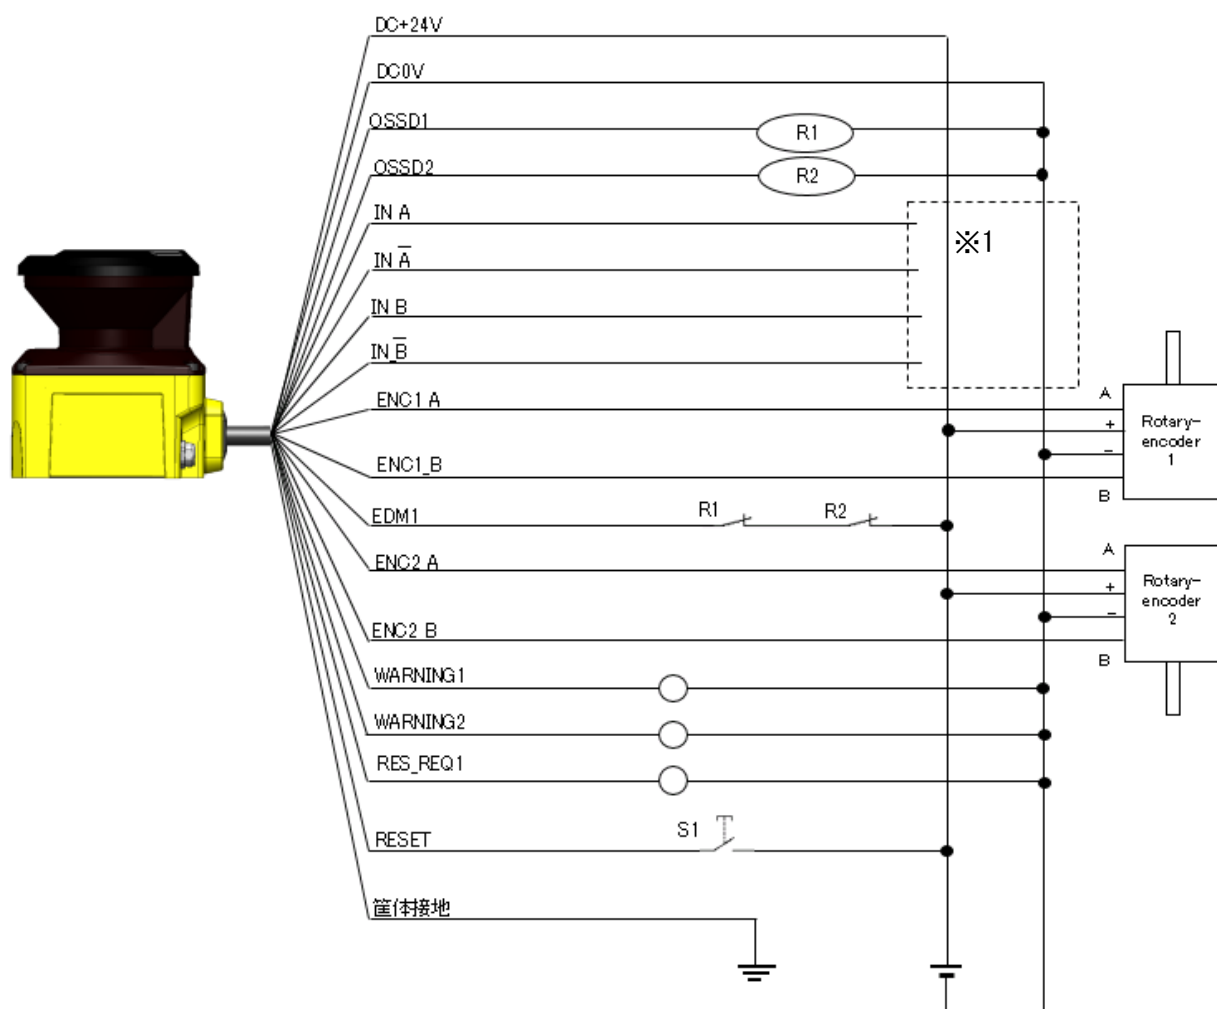 DC+24V
DC0V
OSSD1
R1
OSSD2
R2
IN A
※1
IN A̅
IN B
IN_B̅
ENC1 A
A
+
Rotary-
encoder
1
−
ENC1_B
B
EDM1
R1
R2
ENC2 A
A
+
Rotary-
encoder
2
−
ENC2 B
B
WARNING1
WARNING2
RES_REQ1
S1
RESET
筐体接地